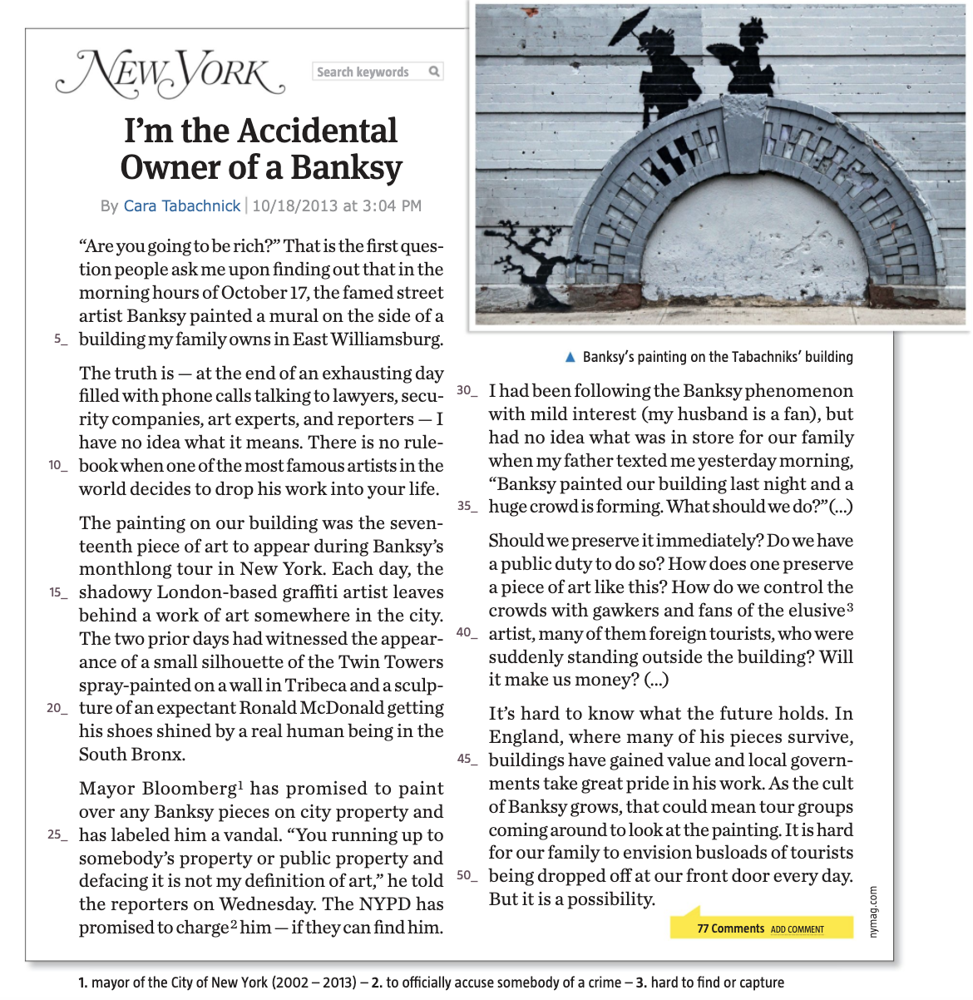 NEW YORK
Search keywords
I'm the Accidental
Owner of a Banksy
By Cara Tabachnick | 10/18/2013 at 3:04 PM
“Are you going to be rich?” That is the first ques-
tion people ask me upon finding out that in the
morning hours of October 17, the famed street
artist Banksy painted a mural on the side of a
5_ building my family owns in East Williamsburg.
The truth is — at the end of an exhausting day
filled with phone calls talking to lawyers, secu-
rity companies, art experts, and reporters — I
have no idea what it means. There is no rule-
10_ book when one of the most famous artists in the
world decides to drop his work into your life.
The painting on our building was the seven-
teenth piece of art to appear during Banksy's
monthlong tour in New York. Each day, the
15_ shadowy London-based graffiti artist leaves
behind a work of art somewhere in the city.
The two prior days had witnessed the appear-
ance of a small silhouette of the Twin Towers
spray-painted on a wall in Tribeca and a sculp-
20_ ture of an expectant Ronald McDonald getting
his shoes shined by a real human being in the
South Bronx.
Mayor Bloomberg¹ has promised to paint
over any Banksy pieces on city property and
25_ has labeled him a vandal. “You running up to
somebody's property or public property and
defacing it is not my definition of art,” he told
the reporters on Wednesday. The NYPD has
promised to charge² him — if they can find him.
▲ Banksy's painting on the Tabachniks' building
30_ I had been following the Banksy phenomenon
with mild interest (my husband is a fan), but
had no idea what was in store for our family
when my father texted me yesterday morning,
“Banksy painted our building last night and a
35_ huge crowd is forming. What should we do?”(...)
Should we preserve it immediately? Do we have
a public duty to do so? How does one preserve
a piece of art like this? How do we control the
crowds with gawkers and fans of the elusive³
40_ artist, many of them foreign tourists, who were
suddenly standing outside the building? Will
it make us money? (...)
It's hard to know what the future holds. In
England, where many of his pieces survive,
45_ buildings have gained value and local govern-
ments take great pride in his work. As the cult
of Banksy grows, that could mean tour groups
coming around to look at the painting. It is hard
for our family to envision busloads of tourists
50_ being dropped off at our front door every day.
But it is a possibility.
77 Comments ADD COMMENT
nymag.com
1. mayor of the City of New York (2002 – 2013) – 2. to officially accuse somebody of a crime – 3. hard to find or capture